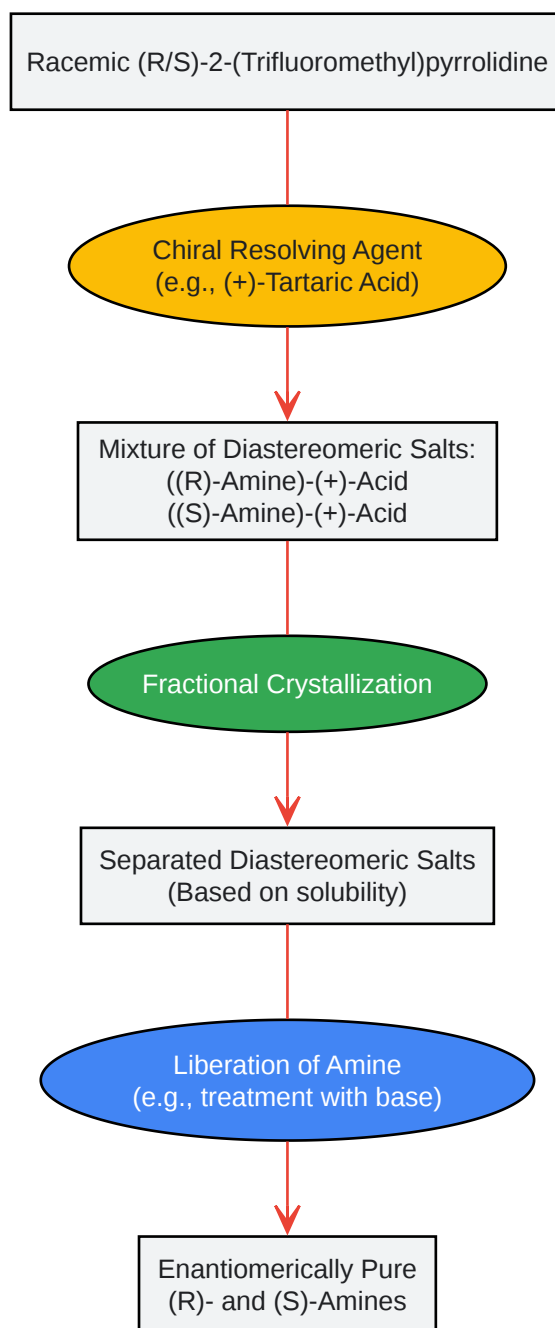 Racemic (R/S)-2-(Trifluoromethyl)pyrrolidine
Chiral Resolving Agent
(e.g., (+)-Tartaric Acid)
Mixture of Diastereomeric Salts:
((R)-Amine)-(+)-Acid
((S)-Amine)-(+)-Acid
Fractional Crystallization
Separated Diastereomeric Salts
(Based on solubility)
Liberation of Amine
(e.g., treatment with base)
Enantiomerically Pure
(R)- and (S)-Amines